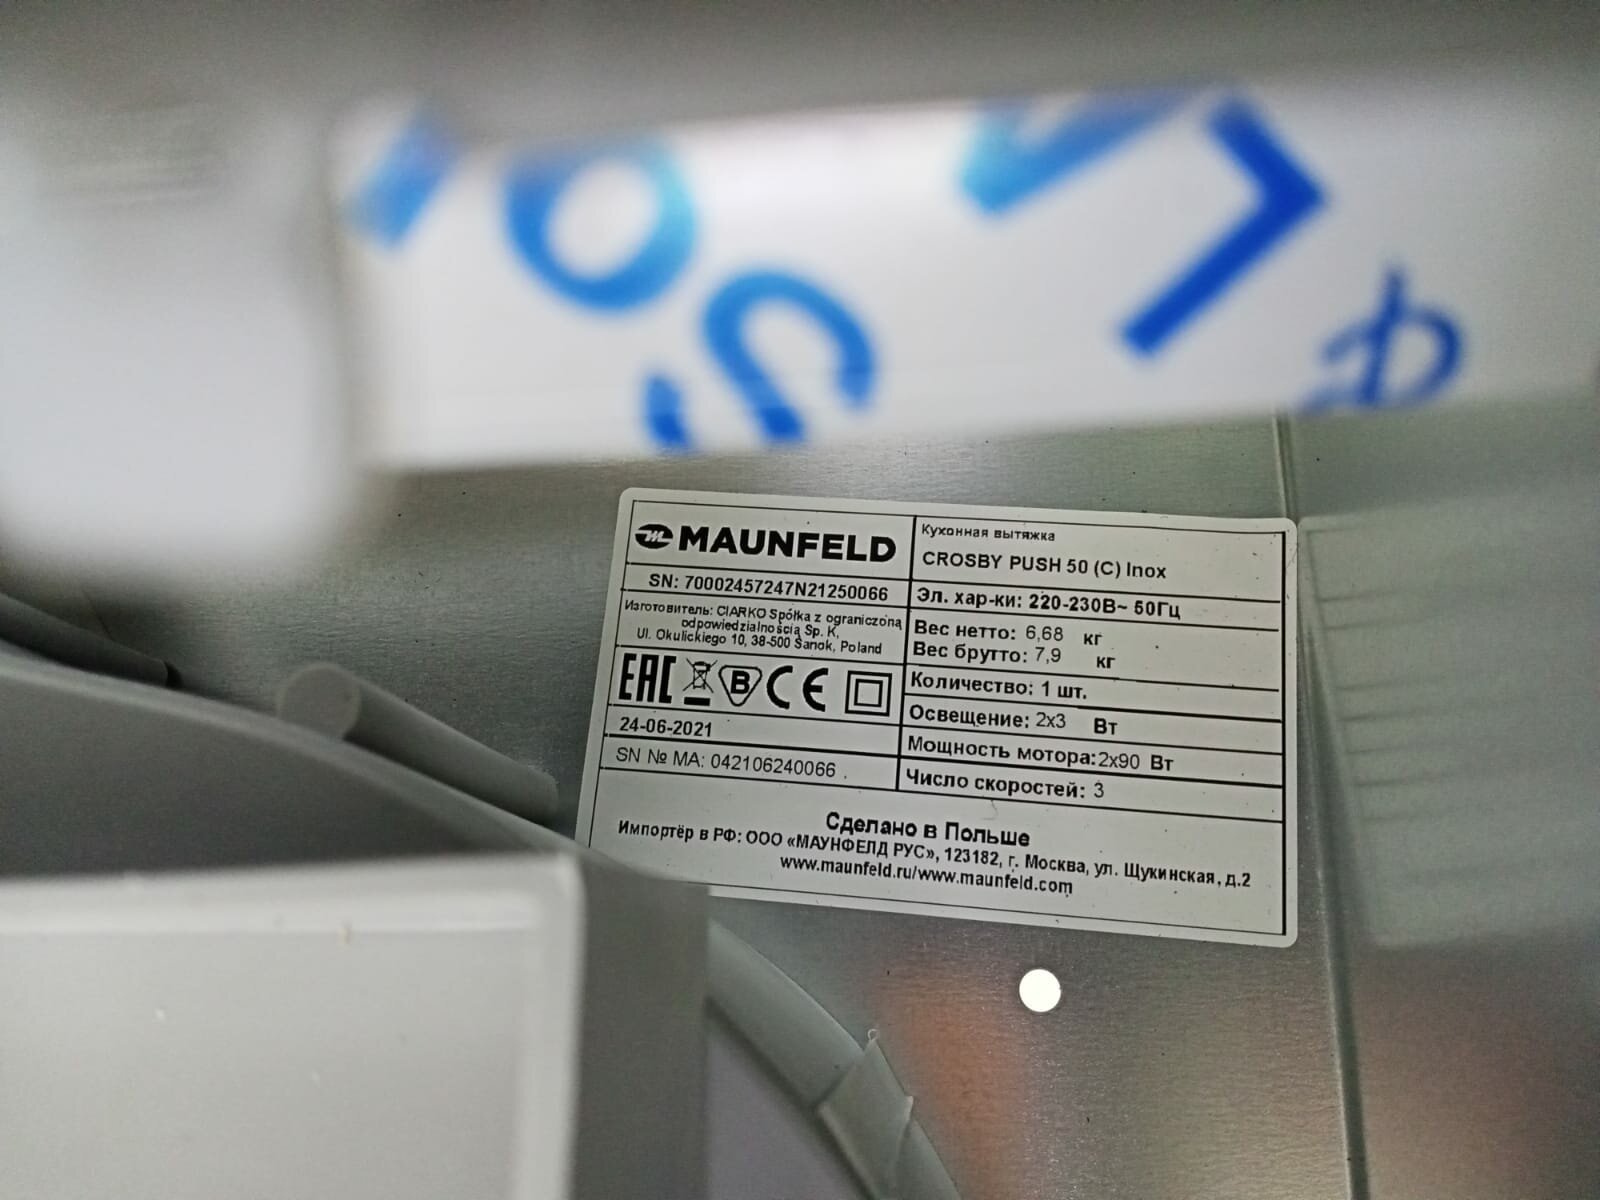 MAUNFELD
SN: 70002457247N21250066
Изготовитель: CIARKO Spółka z ograniczoną
odpowiedzialnością Sp. K,
Ul. Okulickiego 10, 38-500 Sanok, Poland
EAC B CE
24-06-2021
SN № MA: 042106240066
Кухонная вытяжка
CROSBY PUSH 50 (C) Inox
Эл. хар-ки: 220-230В~ 50Гц
Вес нетто: 6,68 кг
Вес брутто: 7,9 кг
Количество: 1 шт.
Освещение: 2x3 Вт
Мощность мотора: 2x90 Вт
Число скоростей: 3
Сделано в Польше
Импортёр в РФ: ООО «МАУНФЕЛД РУС», 123182, г. Москва, ул. Щукинская, д.2
www.maunfeld.ru/www.maunfeld.com